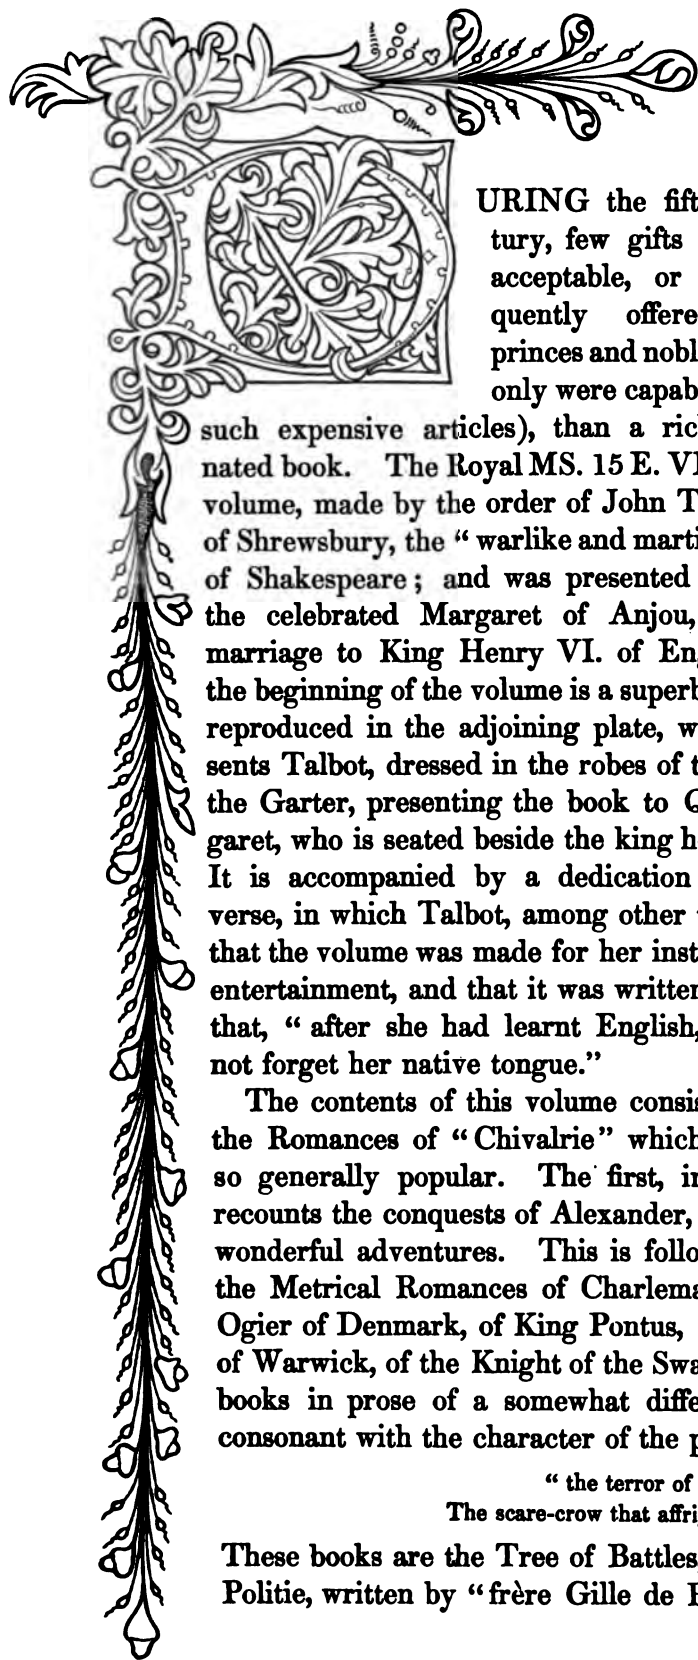 DURING the fift
tury, few gifts
acceptable, or
quently offere
princes and nobl
only were capab
such expensive articles), than a ric
nated book. The Royal MS. 15 E. VI
volume, made by the order of John T
of Shrewsbury, the “ warlike and marti
of Shakespeare ; and was presented
the celebrated Margaret of Anjou,
marriage to King Henry VI. of En
the beginning of the volume is a super
reproduced in the adjoining plate, w
sents Talbot, dressed in the robes of t
the Garter, presenting the book to Q
garet, who is seated beside the king h
It is accompanied by a dedication
verse, in which Talbot, among other
that the volume was made for her inst
entertainment, and that it was written
that, “ after she had learnt English,
not forget her native tongue.”
The contents of this volume consis
the Romances of “ Chivalrie” which
so generally popular. The first, in
recounts the conquests of Alexander,
wonderful adventures. This is follo
the Metrical Romances of Charlema
Ogier of Denmark, of King Pontus,
of Warwick, of the Knight of the Swa
books in prose of a somewhat diffe
consonant with the character of the p
“ the terror of
The scare-crow that affri
These books are the Tree of Battles,
Politie, written by “ frère Gille de